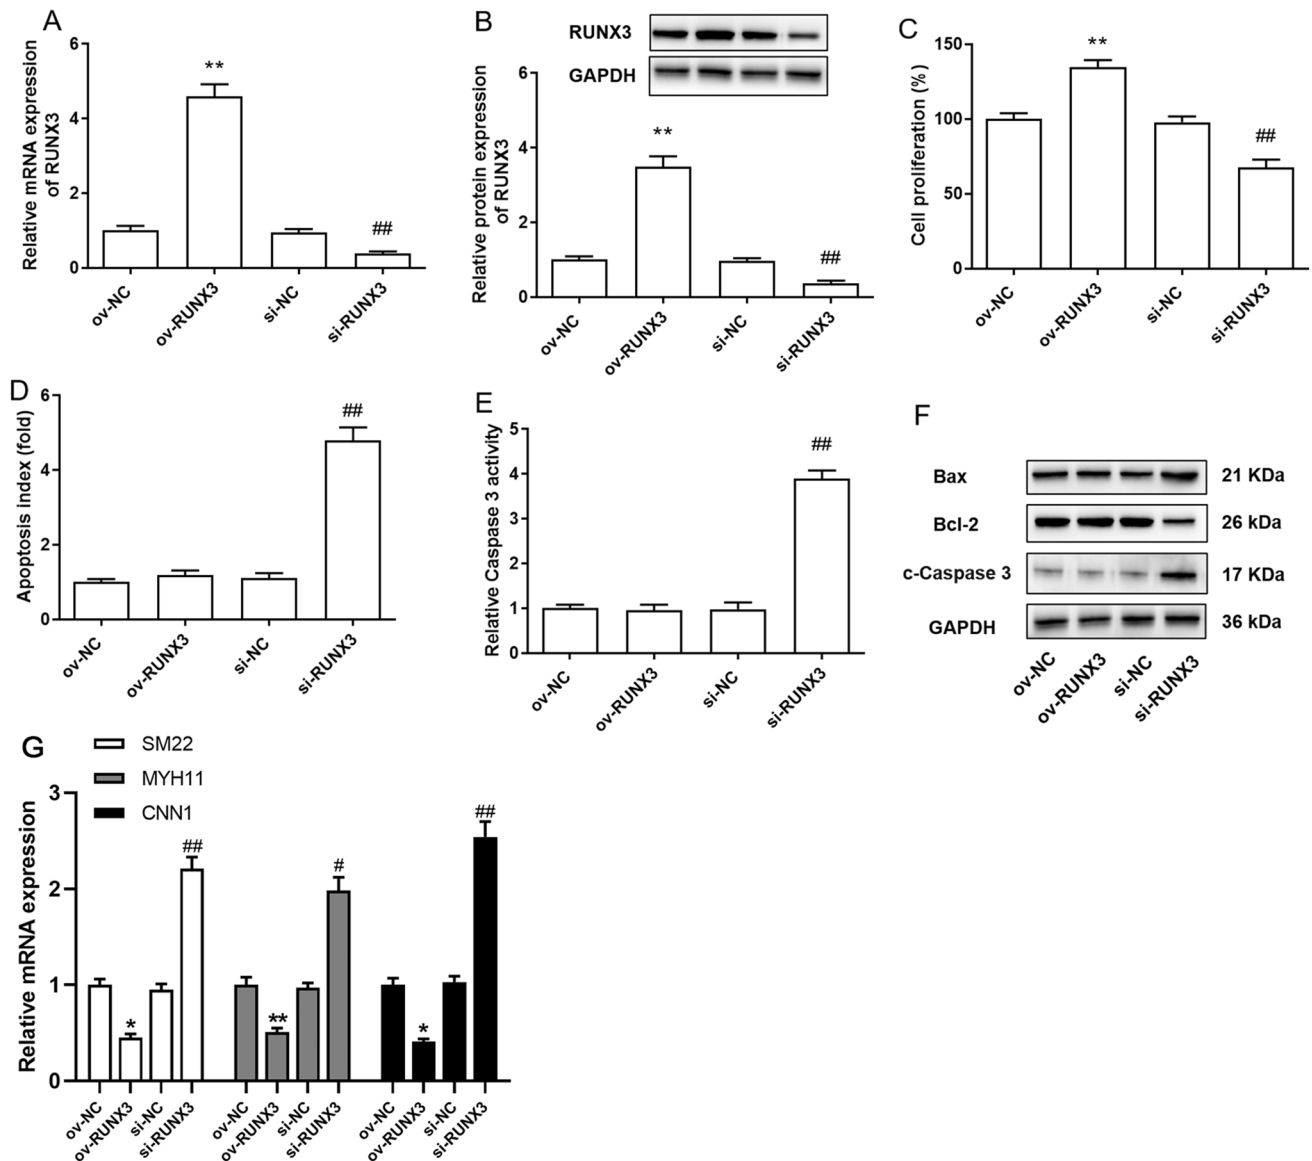 A
Relative mRNA expression
of RUNX3
6
4
2
0
**
##
ov-NC
ov-RUNX3
si-NC
si-RUNX3
B
RUNX3
GAPDH
Relative protein expression
of RUNX3
6
4
2
0
**
##
ov-NC
ov-RUNX3
si-NC
si-RUNX3
C
Cell proliferation (%)
150
100
50
0
**
##
ov-NC
ov-RUNX3
si-NC
si-RUNX3
D
Apoptosis index (fold)
6
4
2
0
##
ov-NC
ov-RUNX3
si-NC
si-RUNX3
E
Relative Caspase 3 activity
5
4
3
2
1
0
##
ov-NC
ov-RUNX3
si-NC
si-RUNX3
F
Bax 21 KDa
Bcl-2 26 kDa
c-Caspase 3 17 KDa
GAPDH 36 kDa
ov-NC
ov-RUNX3
si-NC
si-RUNX3
G
SM22
MYH11
CNN1
Relative mRNA expression
3
2
1
0
*
##
**
#
*
##
ov-NC
ov-RUNX3
si-NC
si-RUNX3
ov-NC
ov-RUNX3
si-NC
si-RUNX3
ov-NC
ov-RUNX3
si-NC
si-RUNX3